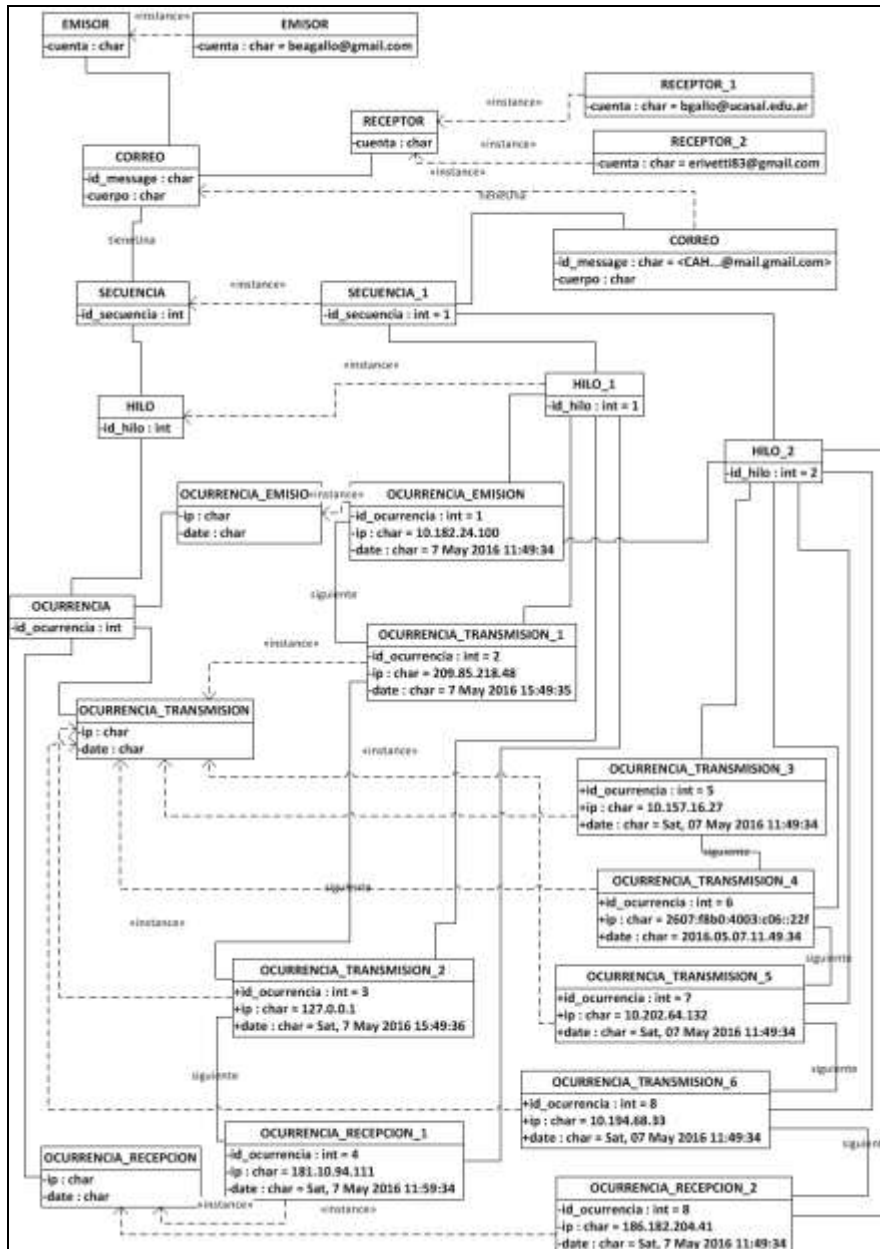 EMISOR
-cuenta : char
«instance»
EMISOR
-cuenta : char = beagallo@gmail.com
RECEPTOR_1
-cuenta : char = bgallo@ucasal.edu.ar
«instance»
RECEPTOR
-cuenta : char
«instance»
RECEPTOR_2
-cuenta : char = erivetti83@gmail.com
CORREO
-id_message : char
-cuerpo : char
«instance»
tieneUna
CORREO
-id_message : char = <CAH...@mail.gmail.com>
-cuerpo : char
tieneUna
SECUENCIA
-id_secuencia : int
«instance»
SECUENCIA_1
-id_secuencia : int = 1
«instance»
HILO
-id_hilo : int
HILO_1
-id_hilo : int = 1
HILO_2
-id_hilo : int = 2
OCURRENCIA_EMISIO
-ip : char
-date : char
«instance»
OCURRENCIA_EMISION
-id_ocurrencia : int = 1
-ip : char = 10.182.24.100
-date : char = 7 May 2016 11:49:34
siguiente
OCURRENCIA
-id_ocurrencia : int
OCURRENCIA_TRANSMISION_1
-id_ocurrencia : int = 2
-ip : char = 209.85.218.48
-date : char = 7 May 2016 15:49:35
«instance»
OCURRENCIA_TRANSMISION
-ip : char
-date : char
«instance»
OCURRENCIA_TRANSMISION_3
+id_ocurrencia : int = 5
+ip : char = 10.157.16.27
+date : char = Sat, 07 May 2016 11:49:34
siguiente
OCURRENCIA_TRANSMISION_4
+id_ocurrencia : int = 6
+ip : char = 2607:f8b0:4003:c06::22f
+date : char = 2016.05.07.11.49.34
siguiente
«instance»
siguiente
OCURRENCIA_TRANSMISION_2
+id_ocurrencia : int = 3
+ip : char = 127.0.0.1
+date : char = Sat, 7 May 2016 15:49:36
OCURRENCIA_TRANSMISION_5
+id_ocurrencia : int = 7
+ip : char = 10.202.64.132
+date : char = Sat, 07 May 2016 11:49:34
siguiente
siguiente
OCURRENCIA_TRANSMISION_6
+id_ocurrencia : int = 8
+ip : char = 10.194.68.33
+date : char = Sat, 07 May 2016 11:49:34
siguiente
OCURRENCIA_RECEPCION
-ip : char
-date : char
OCURRENCIA_RECEPCION_1
-id_ocurrencia : int = 4
-ip : char = 181.10.94.111
-date : char = Sat, 7 May 2016 11:59:34
«instance»
«instance»
OCURRENCIA_RECEPCION_2
-id_ocurrencia : int = 8
-ip : char = 186.182.204.41
-date : char = Sat, 7 May 2016 11:49:34